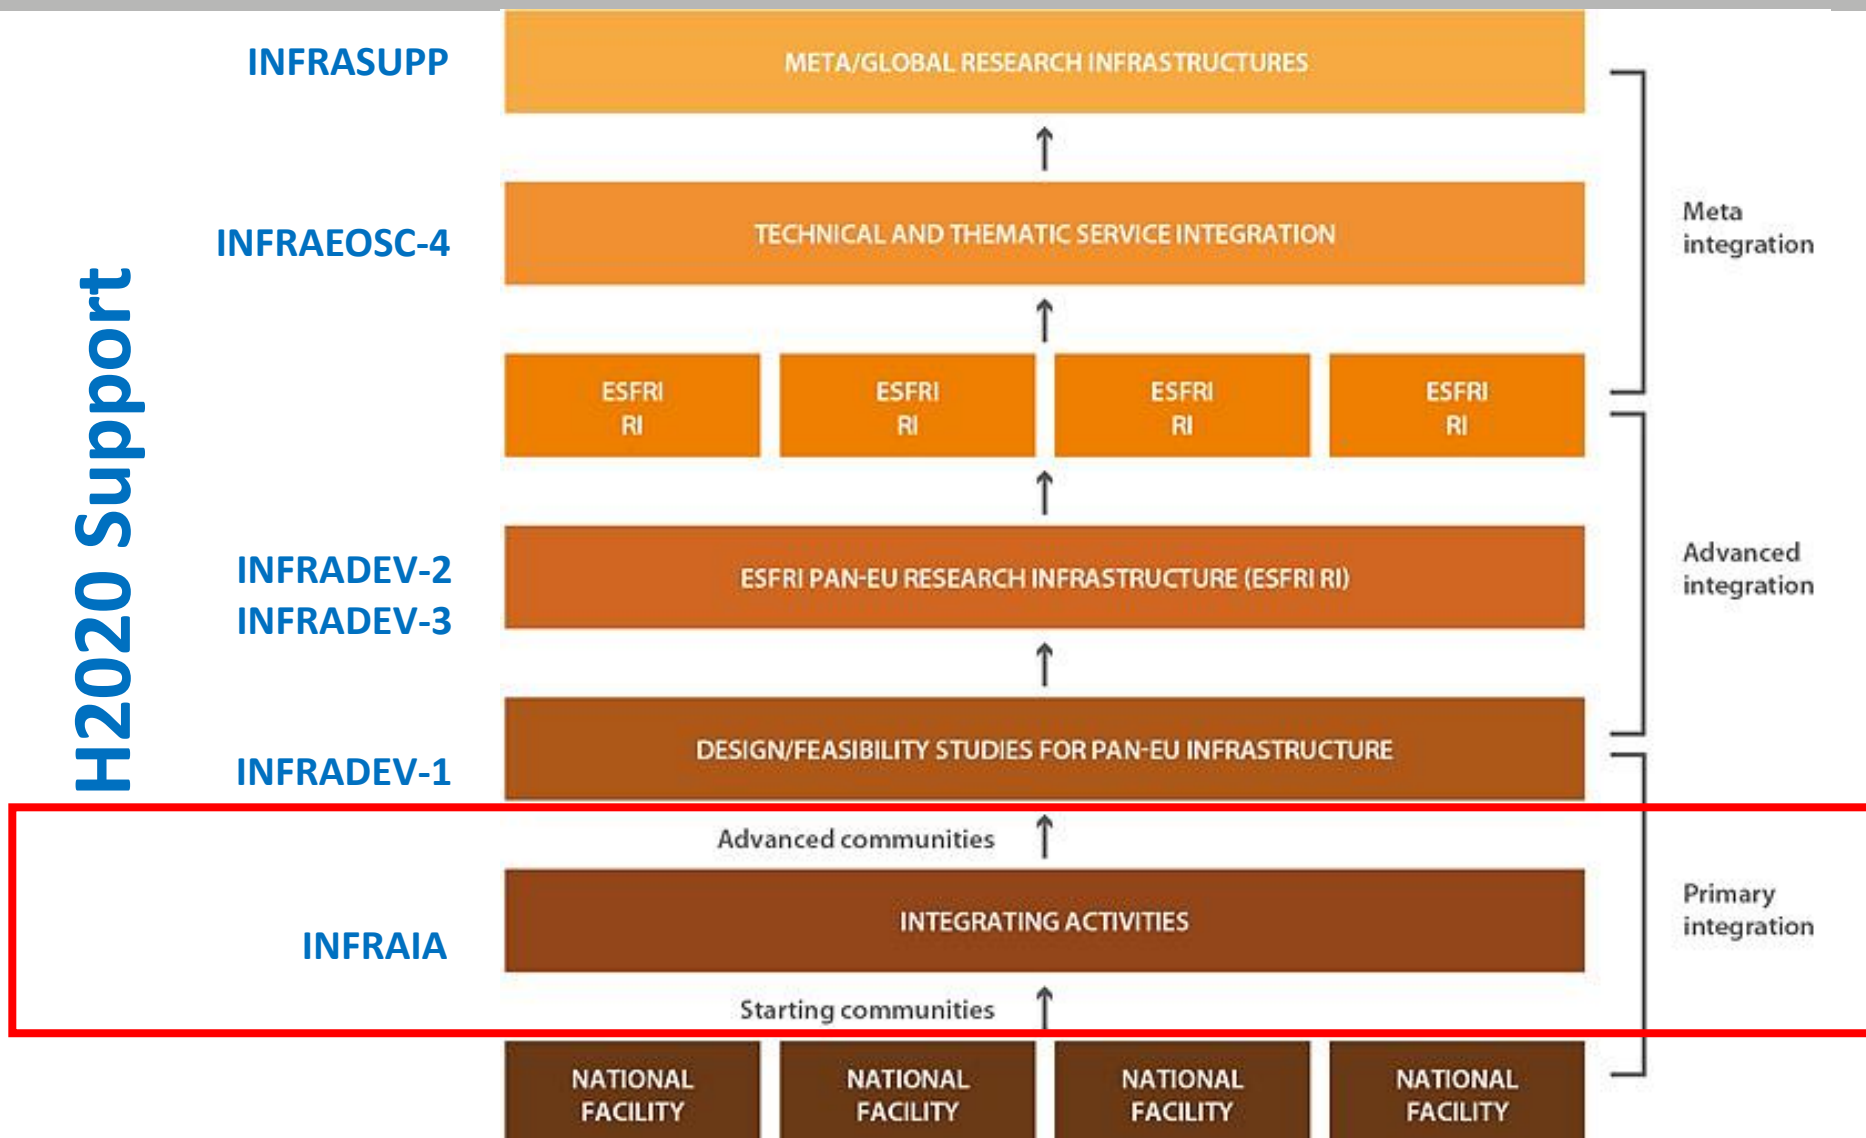 INFRASUPP
META/GLOBAL RESEARCH INFRASTRUCTURES
INFRAEOSC-4
TECHNICAL AND THEMATIC SERVICE INTEGRATION
Meta
integration
H2020 Support
ESFRI
RI
ESFRI
RI
ESFRI
RI
ESFRI
RI
INFRADEV-2
INFRADEV-3
ESFRI PAN-EU RESEARCH INFRASTRUCTURE (ESFRI RI)
Advanced
integration
INFRADEV-1
DESIGN/FEASIBILITY STUDIES FOR PAN-EU INFRASTRUCTURE
Advanced communities
INFRAIA
INTEGRATING ACTIVITIES
Primary
integration
Starting communities
NATIONAL
FACILITY
NATIONAL
FACILITY
NATIONAL
FACILITY
NATIONAL
FACILITY